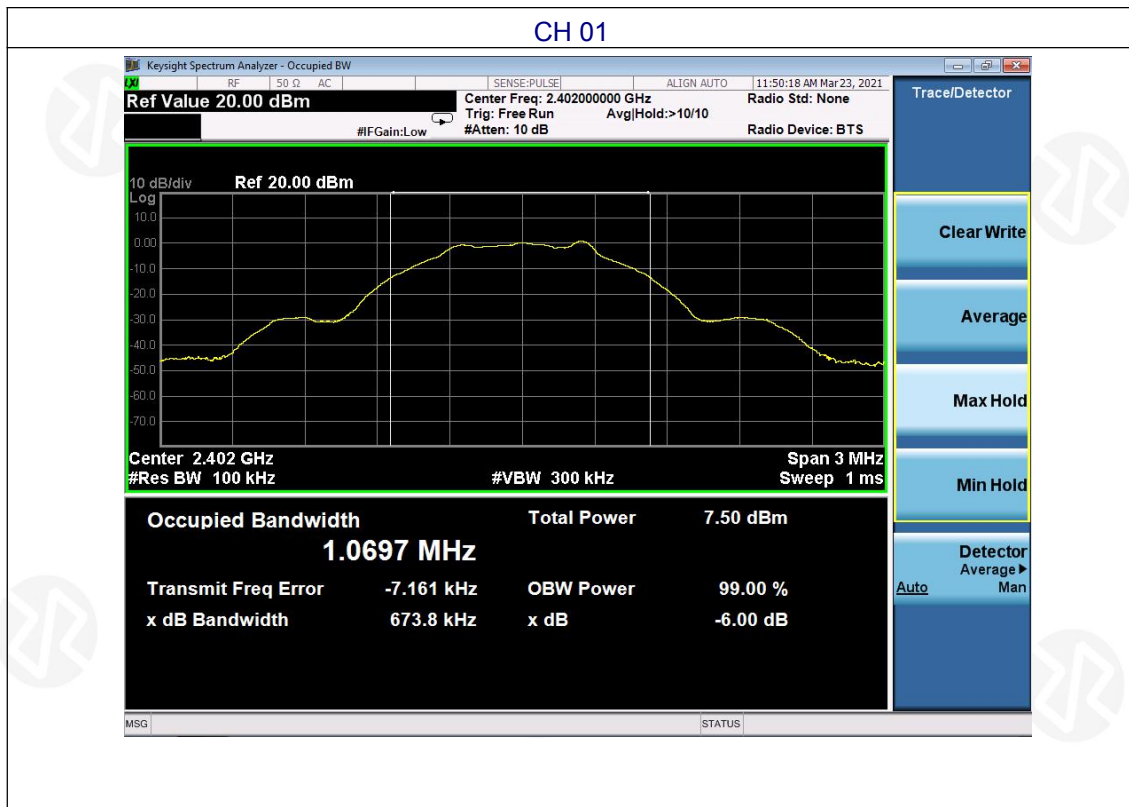 CH 01
Keysight Spectrum Analyzer - Occupied BW
LXI RF 50 Ω AC SENSE:PULSE ALIGN AUTO 11:50:18 AM Mar 23, 2021
Ref Value 20.00 dBm
Center Freq: 2.402000000 GHz Radio Std: None
Trig: Free Run Avg|Hold:>10/10
#IFGain:Low #Atten: 10 dB Radio Device: BTS
10 dB/div Ref 20.00 dBm
Log
10.0
0.00
-10.0
-20.0
-30.0
-40.0
-50.0
-60.0
-70.0
Center 2.402 GHz Span 3 MHz
#Res BW 100 kHz #VBW 300 kHz Sweep 1 ms
Occupied Bandwidth Total Power 7.50 dBm
1.0697 MHz
Transmit Freq Error -7.161 kHz OBW Power 99.00 %
x dB Bandwidth 673.8 kHz x dB -6.00 dB
MSG STATUS
Trace/Detector
Clear Write
Average
Max Hold
Min Hold
Detector
Average
Auto Man